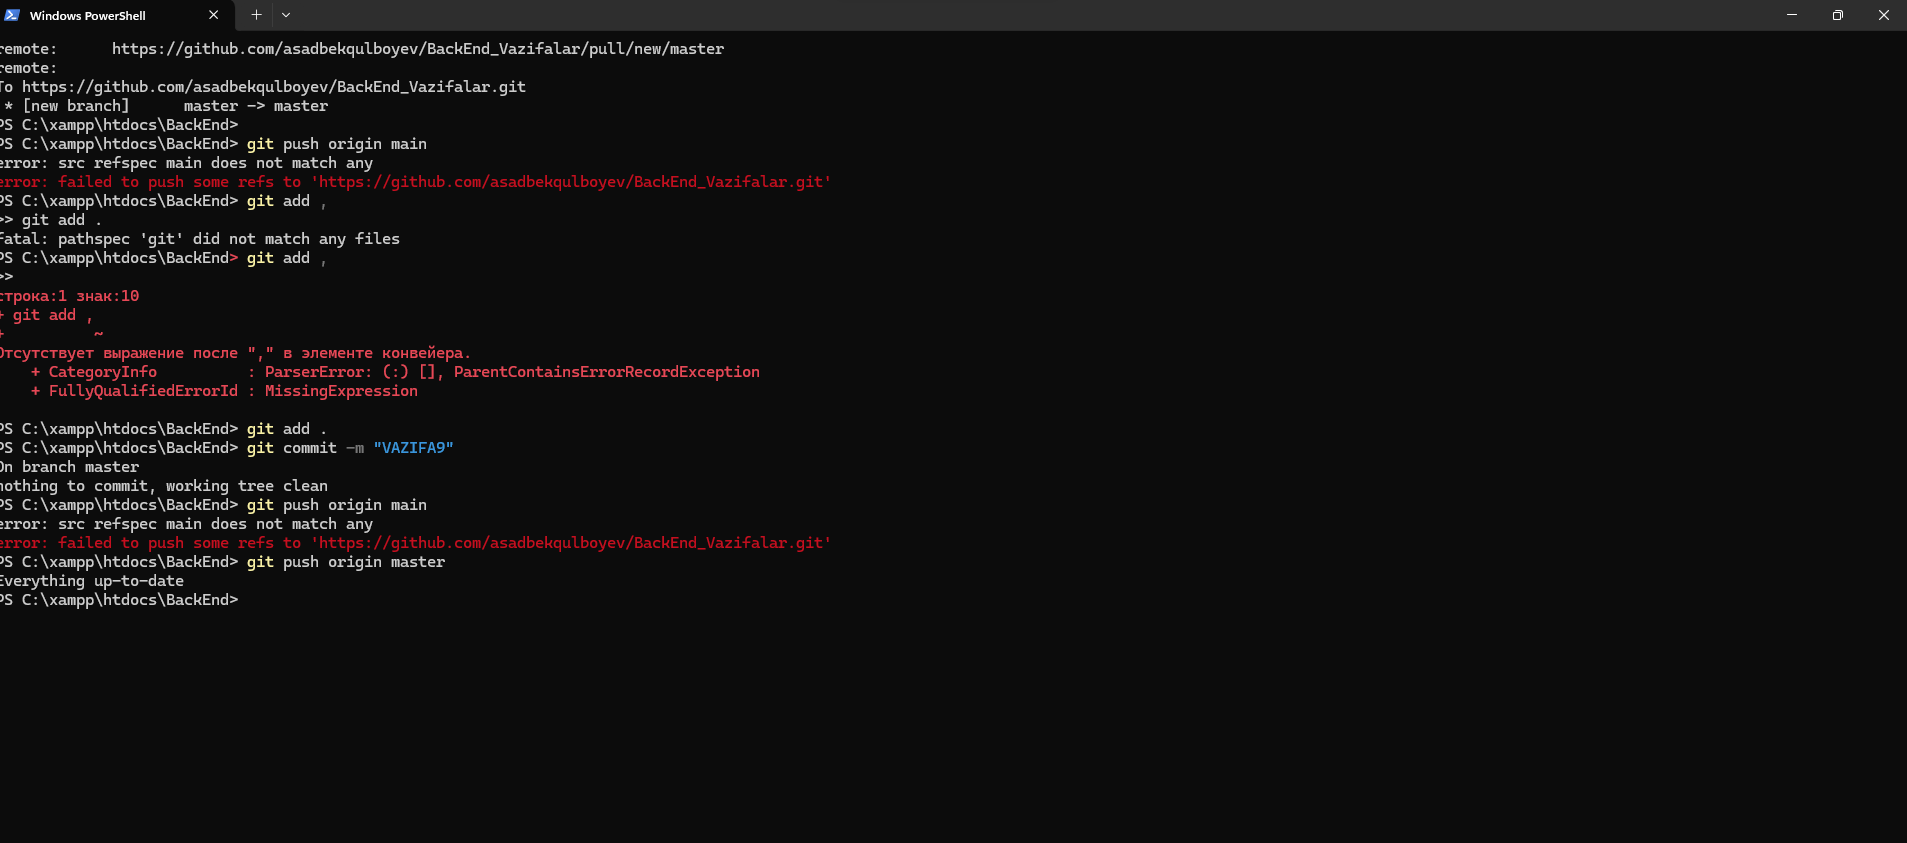 Windows PowerShell
remote:      https://github.com/asadbekqulboyev/BackEnd_Vazifalar/pull/new/master
remote:
To https://github.com/asadbekqulboyev/BackEnd_Vazifalar.git
 * [new branch]      master -> master
PS C:\xampp\htdocs\BackEnd>
PS C:\xampp\htdocs\BackEnd> git push origin main
error: src refspec main does not match any
error: failed to push some refs to 'https://github.com/asadbekqulboyev/BackEnd_Vazifalar.git'
PS C:\xampp\htdocs\BackEnd> git add ,
>> git add .
fatal: pathspec 'git' did not match any files
PS C:\xampp\htdocs\BackEnd> git add ,
>>
строка:1 знак:10
+ git add ,
+          ~
Отсутствует выражение после "," в элементе конвейера.
    + CategoryInfo          : ParserError: (:) [], ParentContainsErrorRecordException
    + FullyQualifiedErrorId : MissingExpression
PS C:\xampp\htdocs\BackEnd> git add .
PS C:\xampp\htdocs\BackEnd> git commit -m "VAZIFA9"
On branch master
nothing to commit, working tree clean
PS C:\xampp\htdocs\BackEnd> git push origin main
error: src refspec main does not match any
error: failed to push some refs to 'https://github.com/asadbekqulboyev/BackEnd_Vazifalar.git'
PS C:\xampp\htdocs\BackEnd> git push origin master
Everything up-to-date
PS C:\xampp\htdocs\BackEnd>